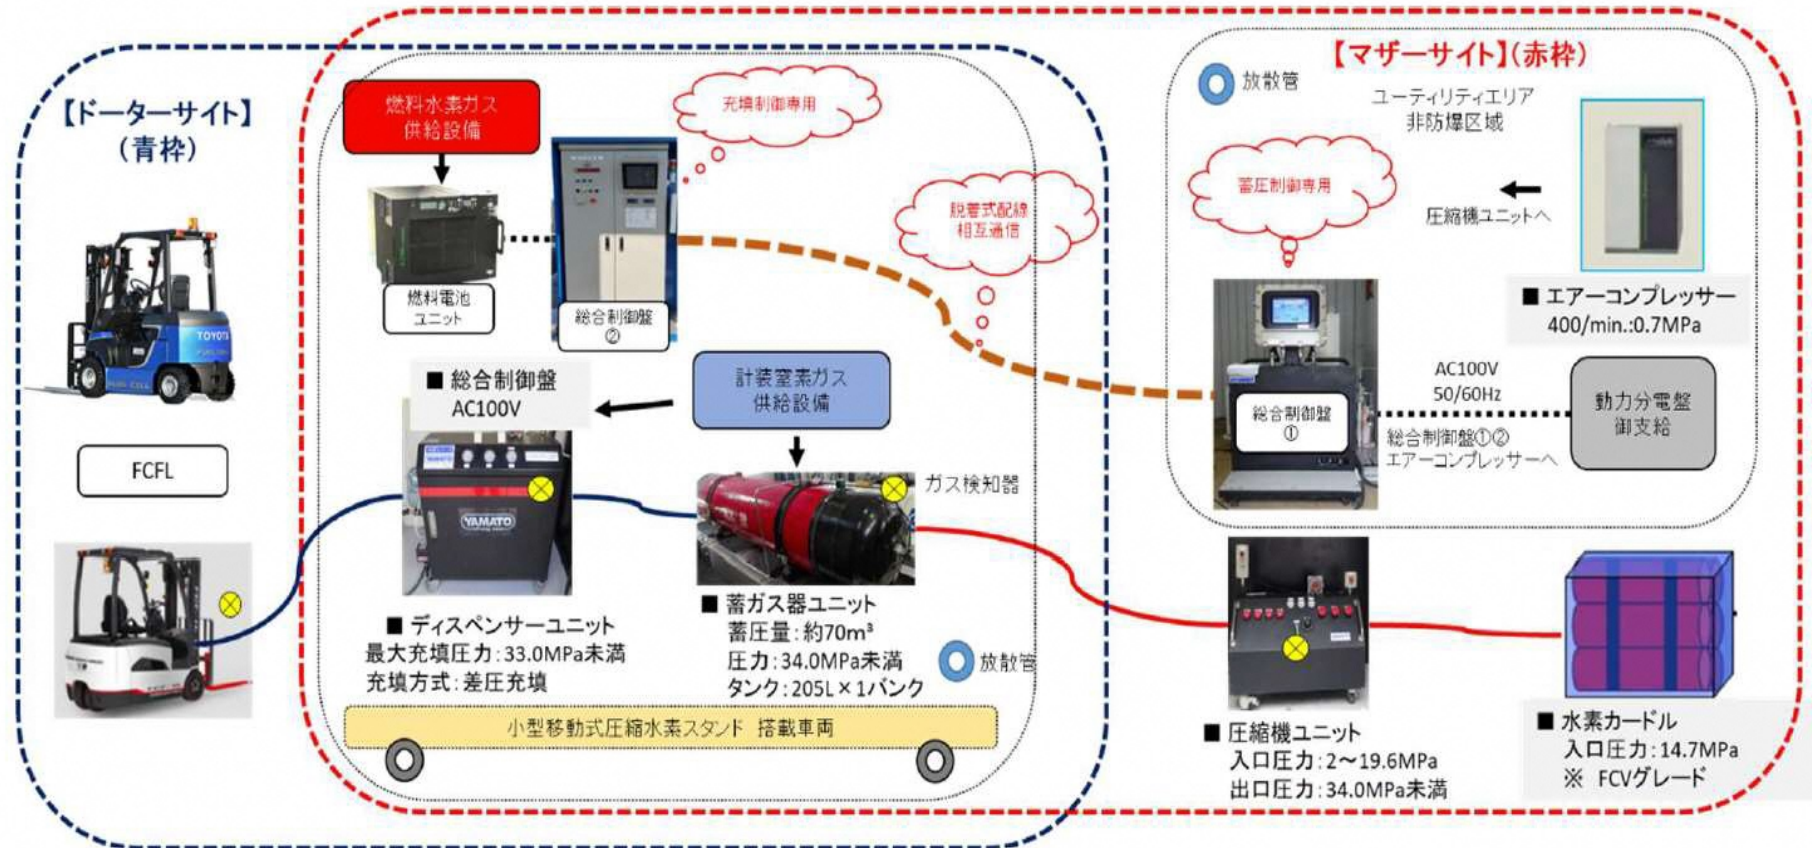 【ドーターサイト】
(青枠)
FCFL
TOYOTA
燃料水素ガス
供給設備
燃料電池
ユニット
総合制御盤
②
充填制御専用
脱着式配線
相互通信
■ 総合制御盤
AC100V
計装窒素ガス
供給設備
YAMATO
ガス検知器
■ ディスペンサーユニット
最大充填圧力:33.0MPa未満
充填方式:差圧充填
■ 蓄ガス器ユニット
蓄圧量:約70m³
圧力:34.0MPa未満
タンク:205L×1バンク
放散管
小型移動式圧縮水素スタンド 搭載車両
【マザーサイト】(赤枠)
放散管
ユーティリティエリア
非防爆区域
蓄圧制御専用
圧縮機ユニットへ
■ エアーコンプレッサー
400/min.:0.7MPa
総合制御盤
①
AC100V
50/60Hz
総合制御盤①②
エアーコンプレッサーへ
動力分電盤
御支給
■ 圧縮機ユニット
入口圧力:2~19.6MPa
出口圧力:34.0MPa未満
■ 水素カードル
入口圧力:14.7MPa
※ FCVグレード